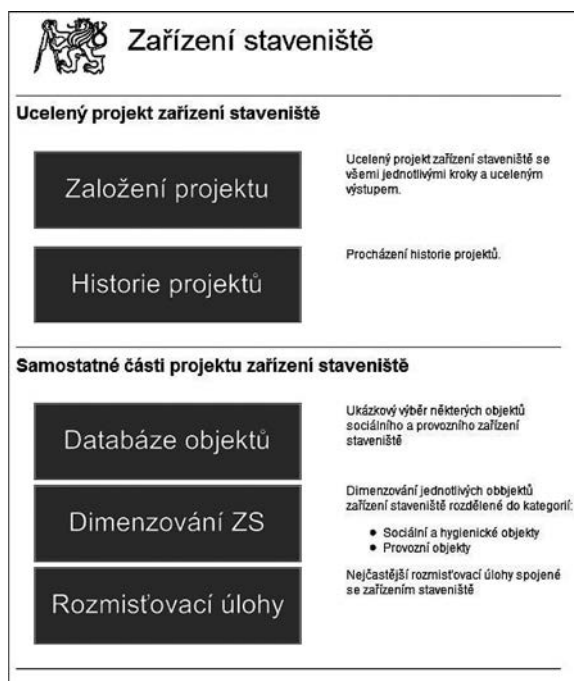 Zařízení staveniště
Ucelený projekt zařízení staveniště
Založení projektu
Ucelený projekt zařízení staveniště se
všemi jednotlivými kroky a uceleným
výstupem.
Historie projektů
Procházení historie projektů.
Samostatné části projektu zařízení staveniště
Databáze objektů
Ukázkový výběr některých objektů
sociálního a provozního zařízení
staveniště
Dimenzování ZS
Dimenzování jednotlivých obbjektů
zařízení staveniště rozdělené do kategorií:
● Sociální a hygienické objekty
● Provozní objekty
Rozmisťovací úlohy
Nejčastější rozmisťovací úlohy spojené
se zařízením staveniště